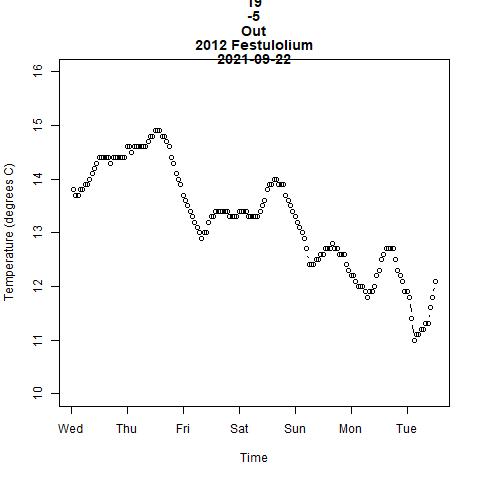 19
-5
Out
2012 Festulolium
2021-09-22
16
15
14
13
12
11
10
Temperature (degrees C)
Wed Thu Fri Sat Sun Mon Tue
Time